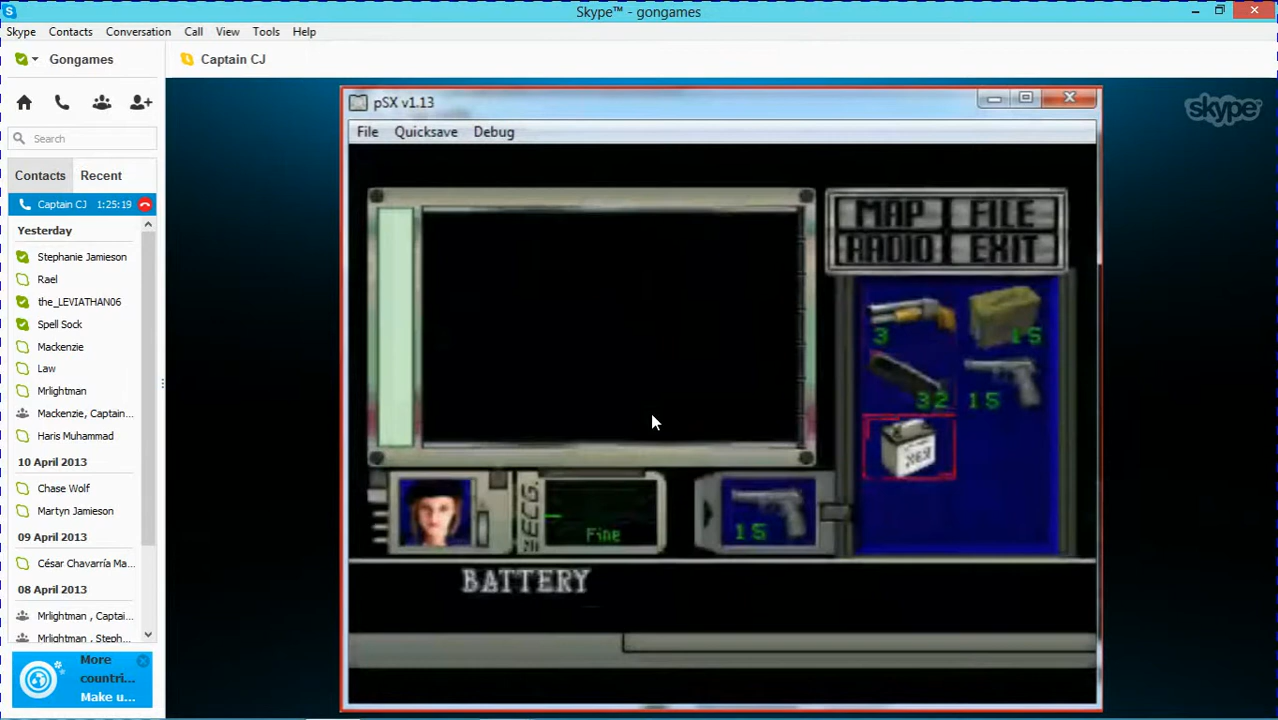 Skype™ - gongames
Skype Contacts Conversation Call View Tools Help
Gongames
Captain CJ
Search
Contacts Recent
Captain CJ 1:25:19
Yesterday
Stephanie Jamieson
Rael
the_LEVIATHAN06
Spell Sock
Mackenzie
Law
Mrlightman
Mackenzie, Captain...
Haris Muhammad
10 April 2013
Chase Wolf
Martyn Jamieson
09 April 2013
César Chavarría Ma...
08 April 2013
Mrlightman , Captai...
Mrlightman , Steph...
More
countri...
Make u...
skype
pSX v1.13
File Quicksave Debug
MAP FILE
RADIO EXIT
3 15
32 15
ECG.
Fine
15
BATTERY